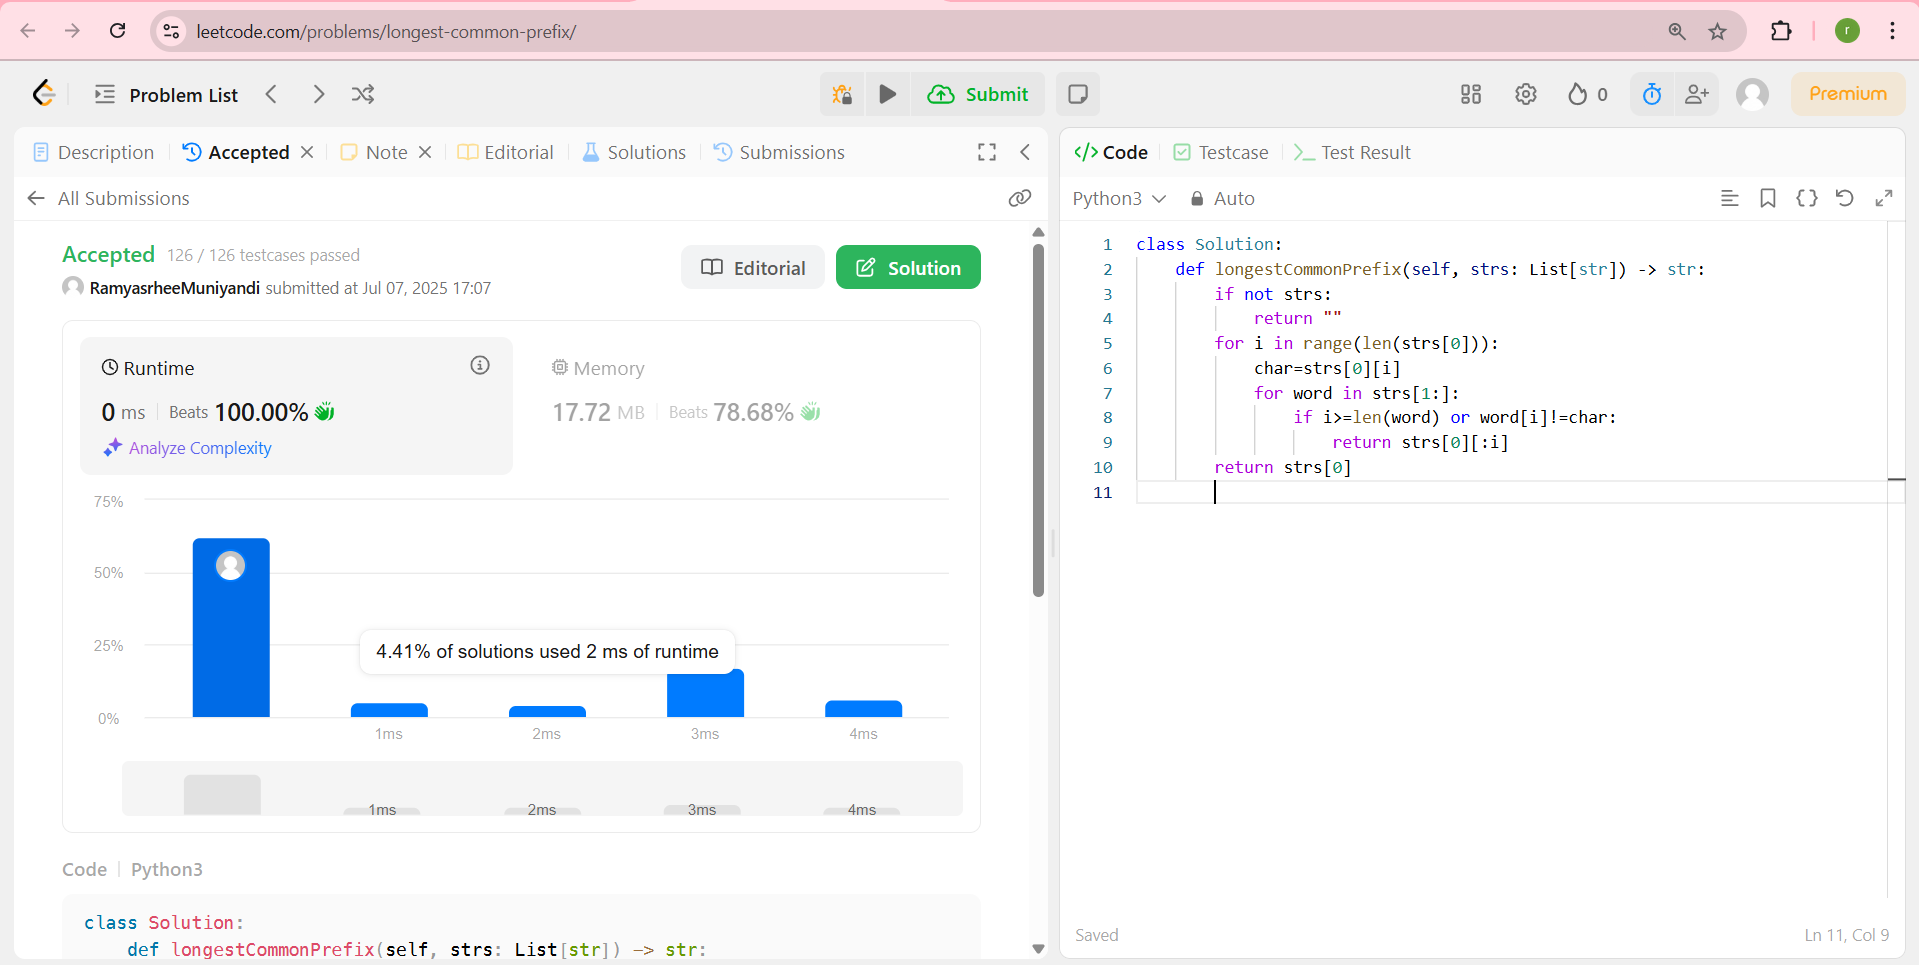 leetcode.com/problems/longest-common-prefix/
r
Problem List
Submit
0
Premium
Description
Accepted
Note
Editorial
Solutions
Submissions
All Submissions
Accepted 126 / 126 testcases passed
RamyasrheeMuniyandi submitted at Jul 07, 2025 17:07
Editorial
Solution
Runtime
0 ms Beats 100.00%
Analyze Complexity
Memory
17.72 MB Beats 78.68%
75%
50%
25%
0%
4.41% of solutions used 2 ms of runtime
1ms 2ms 3ms 4ms
1ms 2ms 3ms 4ms
Code Python3
class Solution:
    def longestCommonPrefix(self, strs: List[str]) -> str:
</> Code
Testcase
Test Result
Python3
Auto
1 class Solution:
2     def longestCommonPrefix(self, strs: List[str]) -> str:
3         if not strs:
4             return ""
5         for i in range(len(strs[0])):
6             char=strs[0][i]
7             for word in strs[1:]:
8                 if i>=len(word) or word[i]!=char:
9                     return strs[0][:i]
10         return strs[0]
11
Saved
Ln 11, Col 9